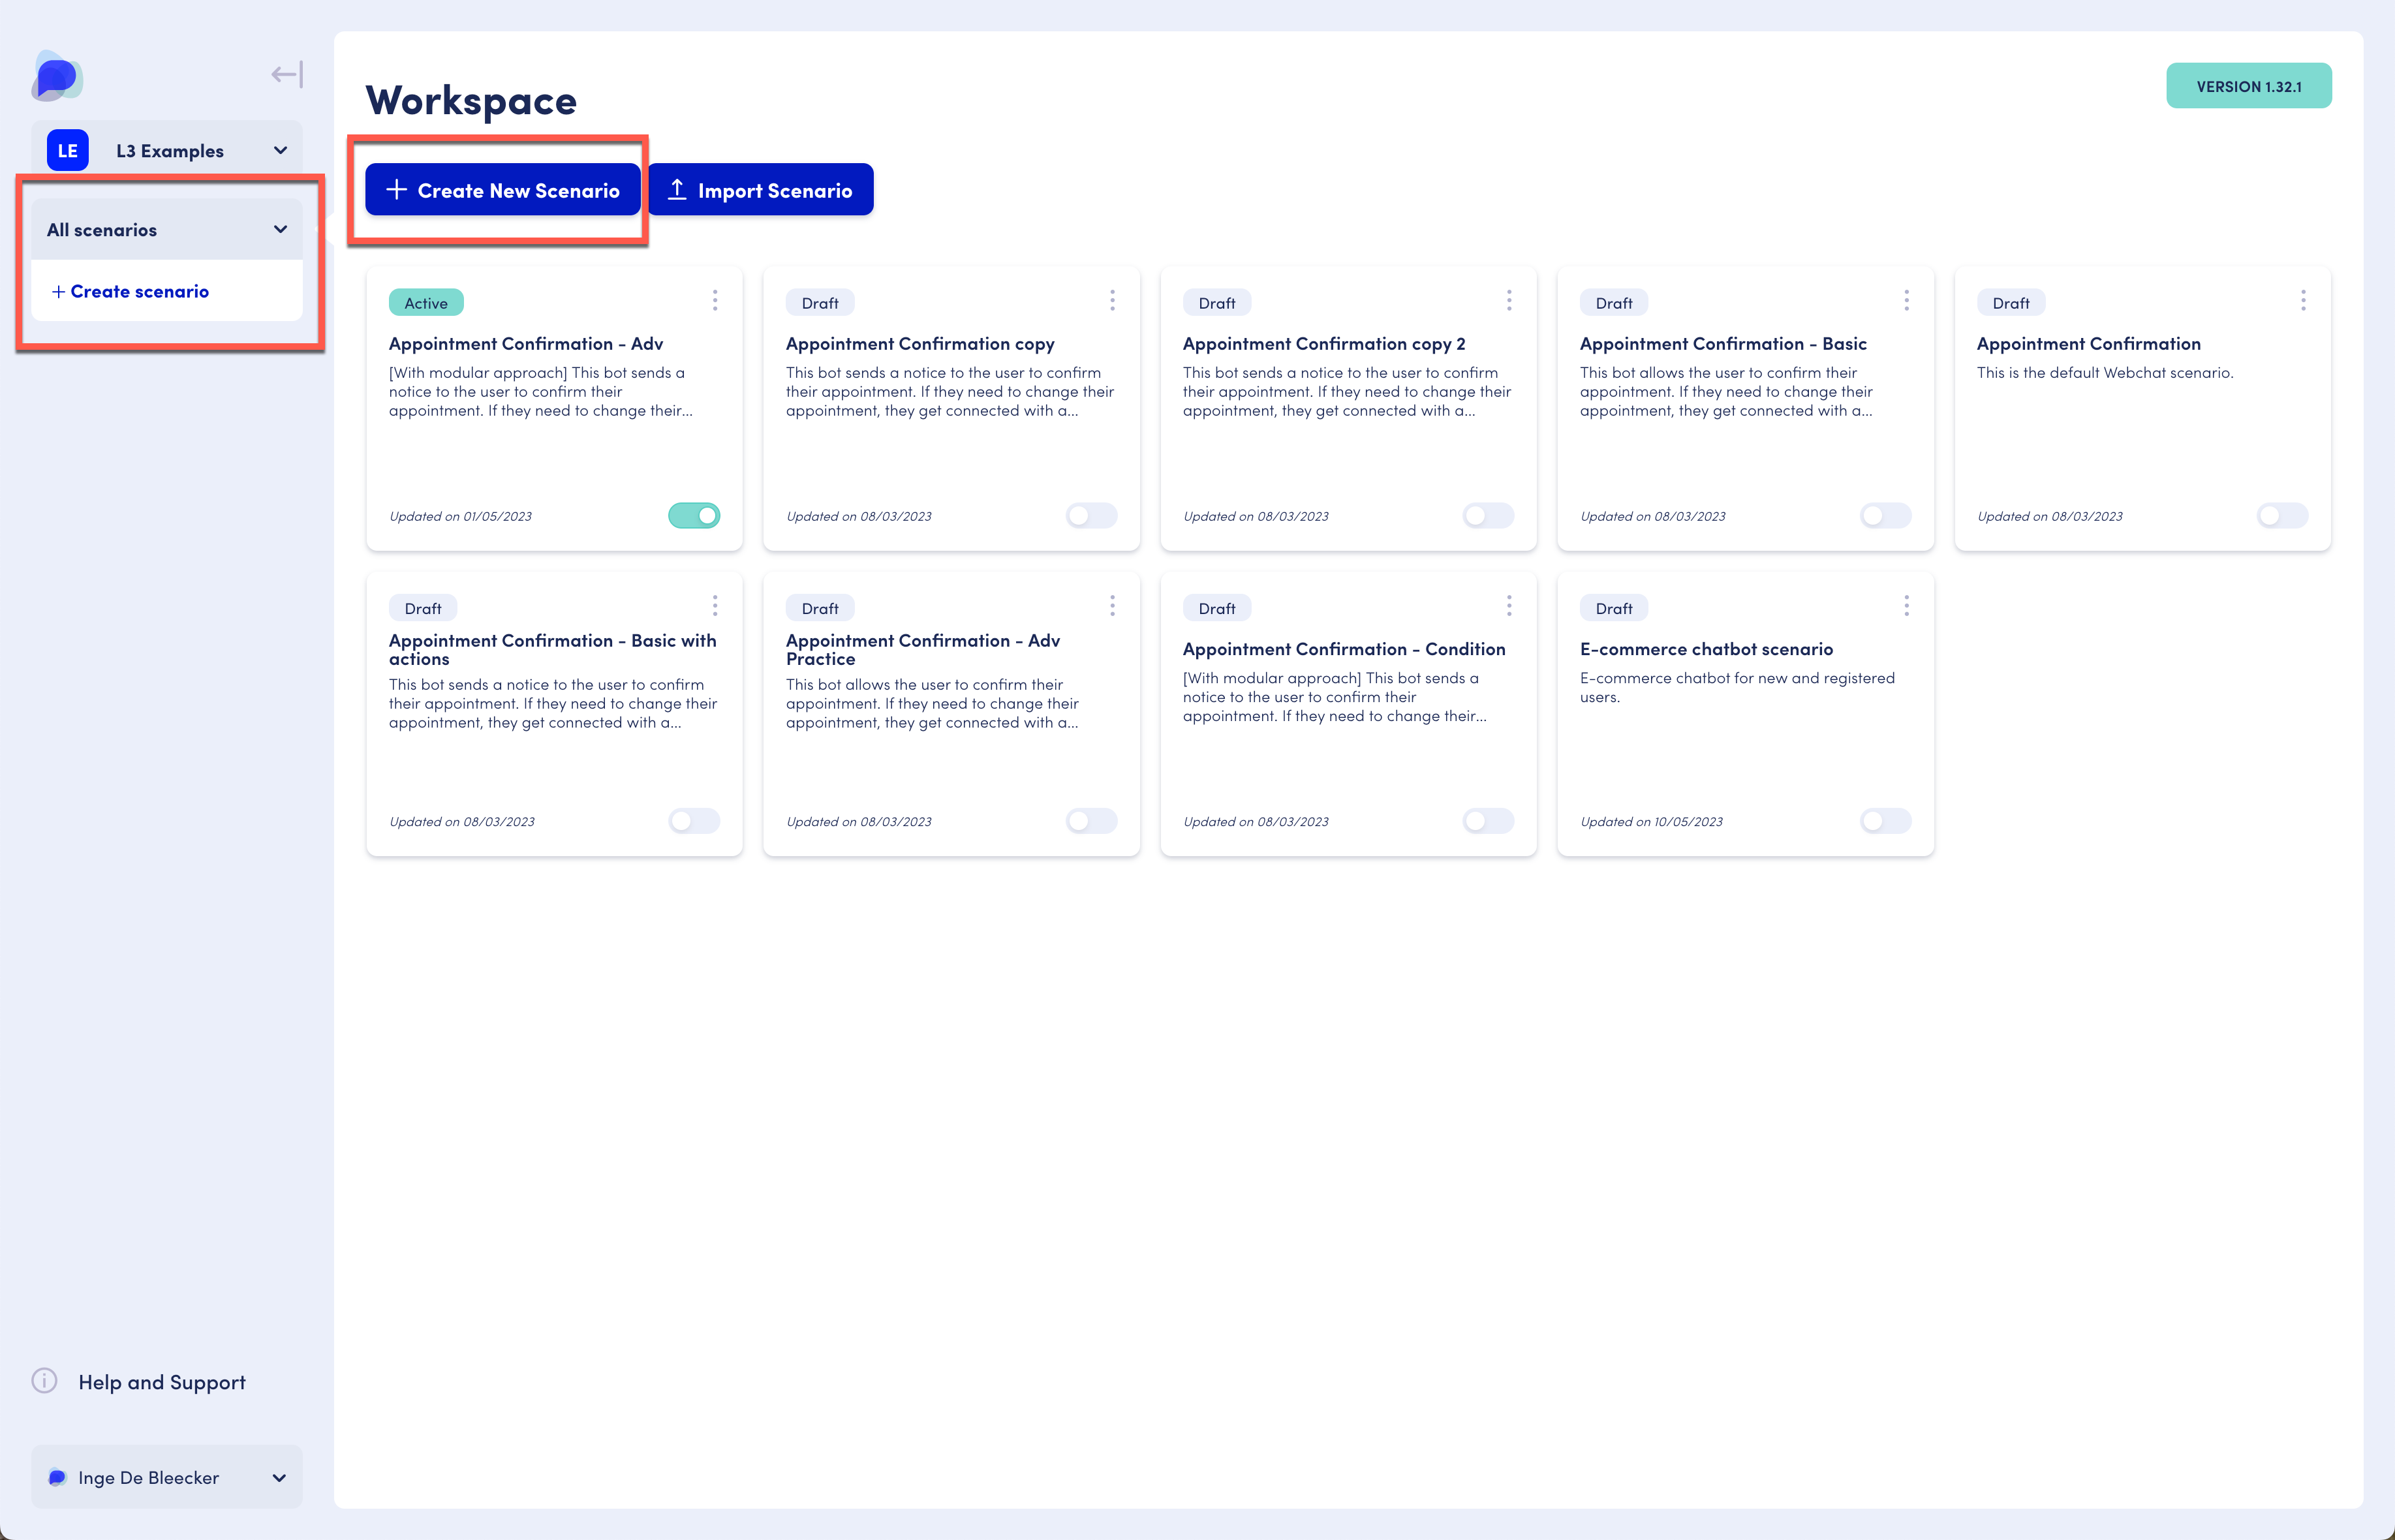 LE
L3 Examples
All scenarios
+ Create scenario
Help and Support
Inge De Bleecker
Workspace
VERSION 1.32.1
+ Create New Scenario
Import Scenario
Active
Appointment Confirmation - Adv
[With modular approach] This bot sends a
notice to the user to confirm their
appointment. If they need to change their...
Updated on 01/05/2023
Draft
Appointment Confirmation copy
This bot sends a notice to the user to confirm
their appointment. If they need to change their
appointment, they get connected with a...
Updated on 08/03/2023
Draft
Appointment Confirmation copy 2
This bot sends a notice to the user to confirm
their appointment. If they need to change their
appointment, they get connected with a...
Updated on 08/03/2023
Draft
Appointment Confirmation - Basic
This bot allows the user to confirm their
appointment. If they need to change their
appointment, they get connected with a...
Updated on 08/03/2023
Draft
Appointment Confirmation
This is the default Webchat scenario.
Updated on 08/03/2023
Draft
Appointment Confirmation - Basic with
actions
This bot sends a notice to the user to confirm
their appointment. If they need to change their
appointment, they get connected with a...
Updated on 08/03/2023
Draft
Appointment Confirmation - Adv
Practice
This bot allows the user to confirm their
appointment. If they need to change their
appointment, they get connected with a...
Updated on 08/03/2023
Draft
Appointment Confirmation - Condition
[With modular approach] This bot sends a
notice to the user to confirm their
appointment. If they need to change their...
Updated on 08/03/2023
Draft
E-commerce chatbot scenario
E-commerce chatbot for new and registered
users.
Updated on 10/05/2023